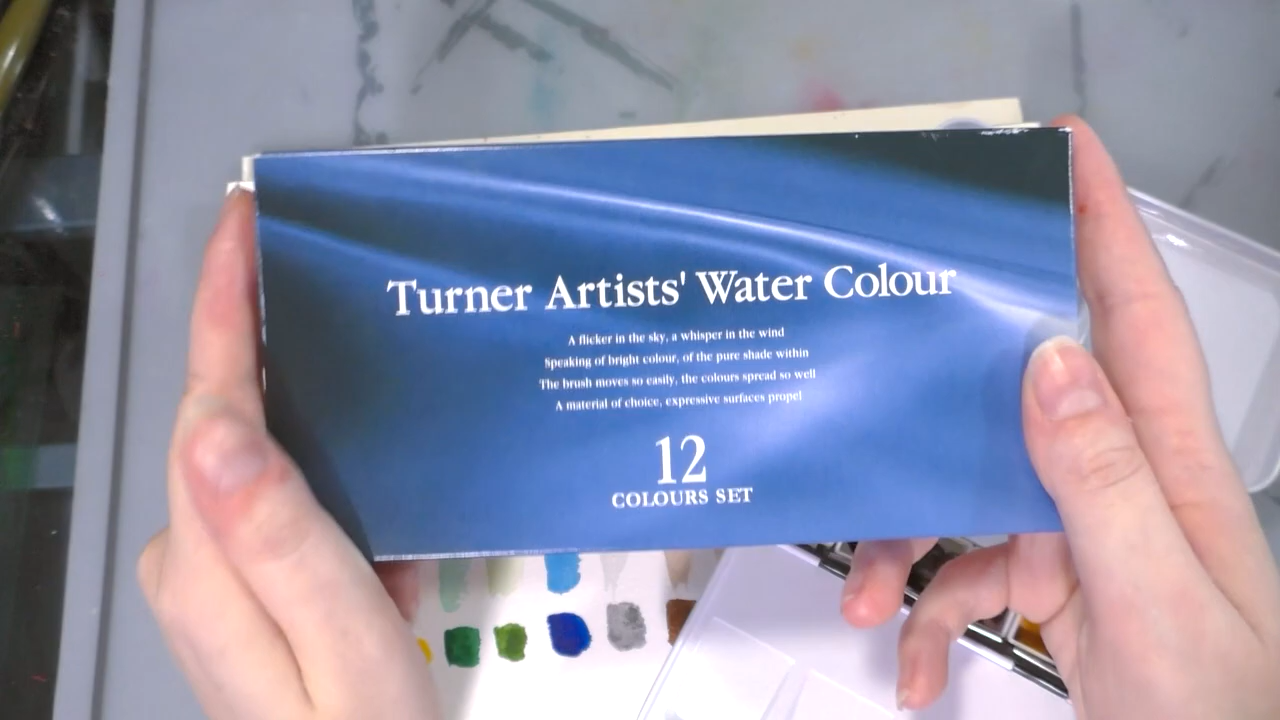 Turner Artists' Water Colour
A flicker in the sky, a whisper in the wind
Speaking of bright colour, of the pure shade within
The brush moves so easily, the colours spread so well
A material of choice, expressive surfaces propel
12
COLOURS SET